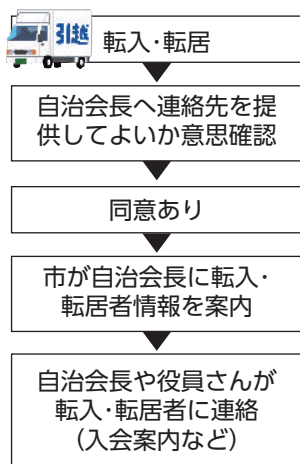 引越
転入・転居
自治会長へ連絡先を提
供してよいか意思確認
同意あり
市が自治会長に転入・
転居者情報を案内
自治会長や役員さんが
転入・転居者に連絡
（入会案内など）